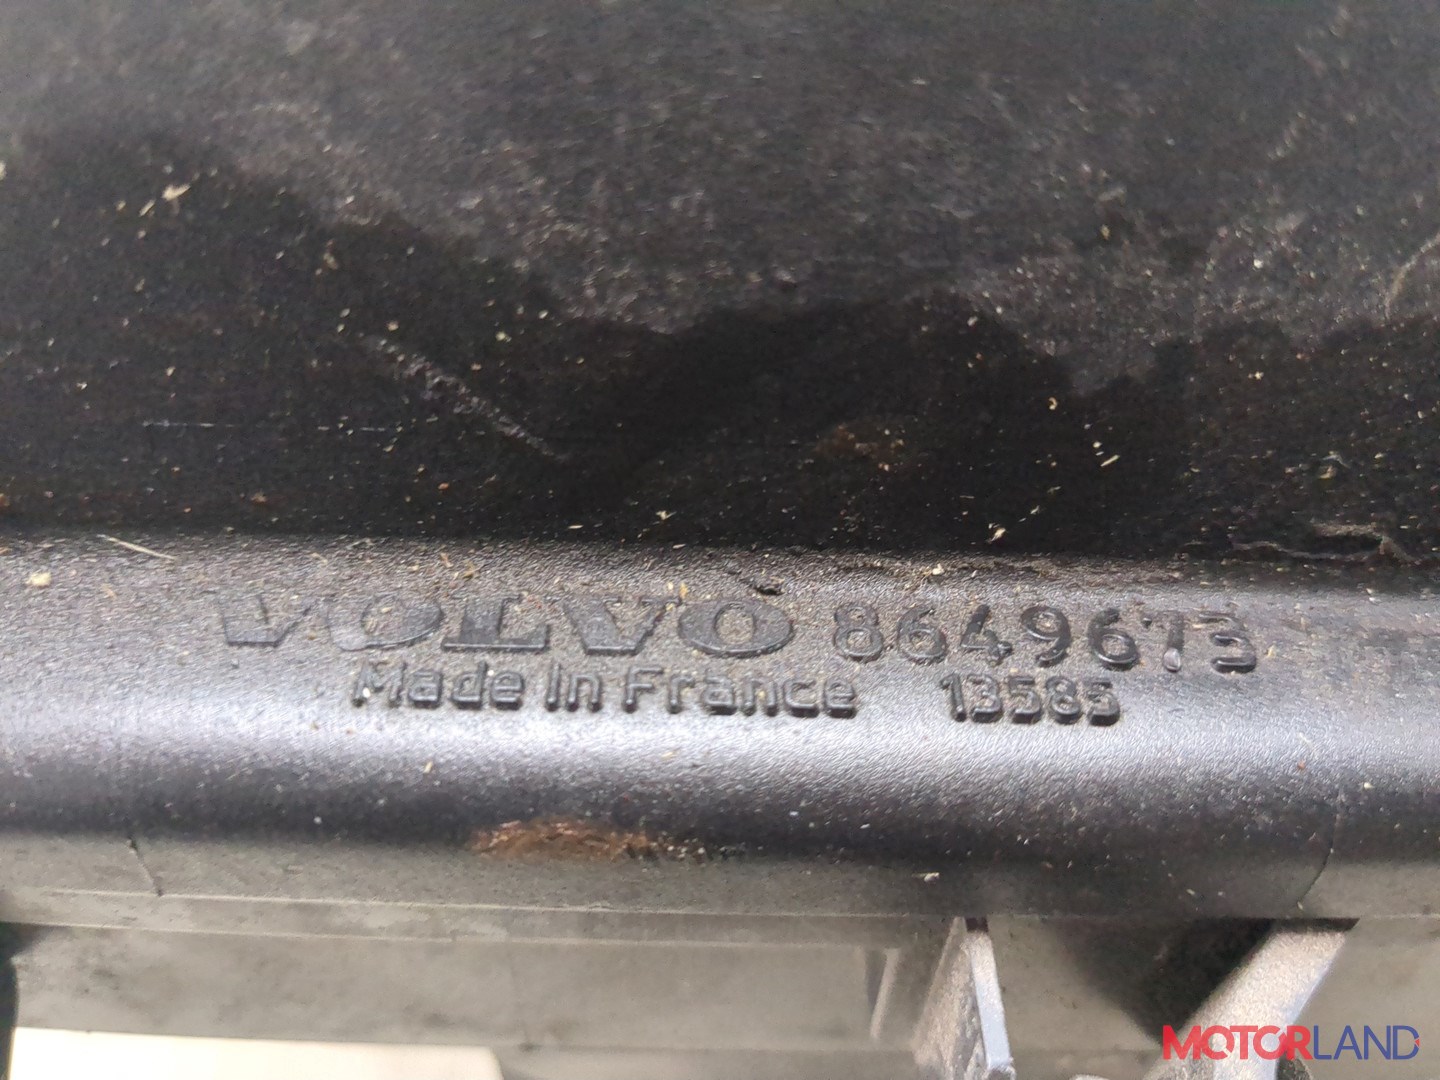 VOLVO 8649673
Made In France 13585
MOTORLAND